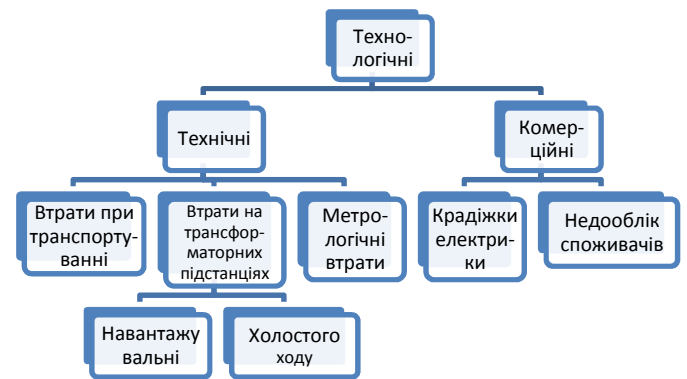 Техно-
логічні
Технічні
Комер-
ційні
Втрати при
транспорту-
ванні
Втрати на
трансфор-
маторних
підстанціях
Метро-
логічні
втрати
Крадіжки
електри-
ки
Недооблік
споживачів
Навантажу
вальні
Холостого
ходу